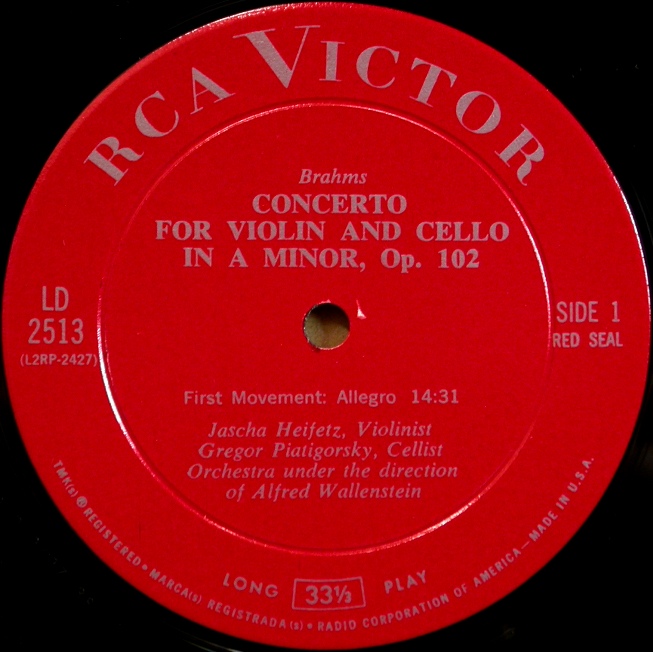 RCA VICTOR
Brahms
CONCERTO
FOR VIOLIN AND CELLO
IN A MINOR, Op. 102
LD
2513
(L2RP-2427)
SIDE 1
RED SEAL
First Movement: Allegro 14:31
Jascha Heifetz, Violinist
Gregor Piatigorsky, Cellist
Orchestra under the direction
of Alfred Wallenstein
LONG 33⅓ PLAY
TMK(s) ® REGISTERED • MARCA(s) REGISTRADA(s) • RADIO CORPORATION OF AMERICA—MADE IN U.S.A.